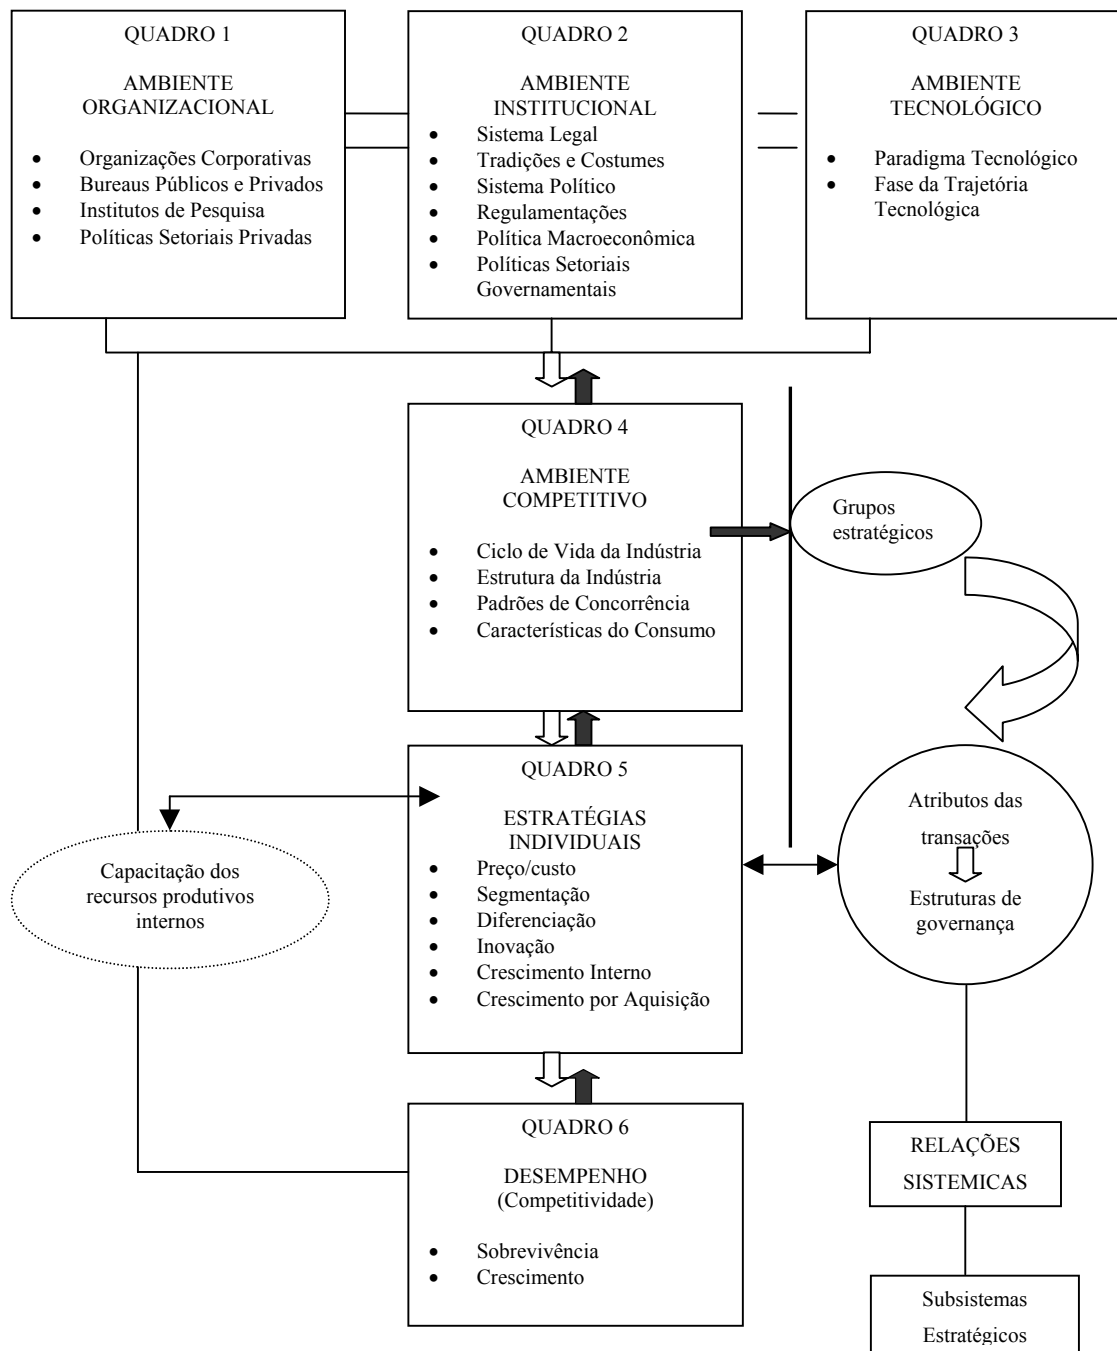 QUADRO 1
AMBIENTE
ORGANIZACIONAL
• Organizações Corporativas
• Bureaus Públicos e Privados
• Institutos de Pesquisa
• Políticas Setoriais Privadas
QUADRO 2
AMBIENTE
INSTITUCIONAL
• Sistema Legal
• Tradições e Costumes
• Sistema Político
• Regulamentações
• Política Macroeconômica
• Políticas Setoriais
Governamentais
QUADRO 3
AMBIENTE
TECNOLÓGICO
• Paradigma Tecnológico
• Fase da Trajetória
Tecnológica
QUADRO 4
AMBIENTE
COMPETITIVO
• Ciclo de Vida da Indústria
• Estrutura da Indústria
• Padrões de Concorrência
• Características do Consumo
Grupos
estratégicos
QUADRO 5
ESTRATÉGIAS
INDIVIDUAIS
• Preço/custo
• Segmentação
• Diferenciação
• Inovação
• Crescimento Interno
• Crescimento por Aquisição
Capacitação dos
recursos produtivos
internos
Atributos das
transações
Estruturas de
governança
QUADRO 6
DESEMPENHO
(Competitividade)
• Sobrevivência
• Crescimento
RELAÇÕES
SISTEMICAS
Subsistemas
Estratégicos